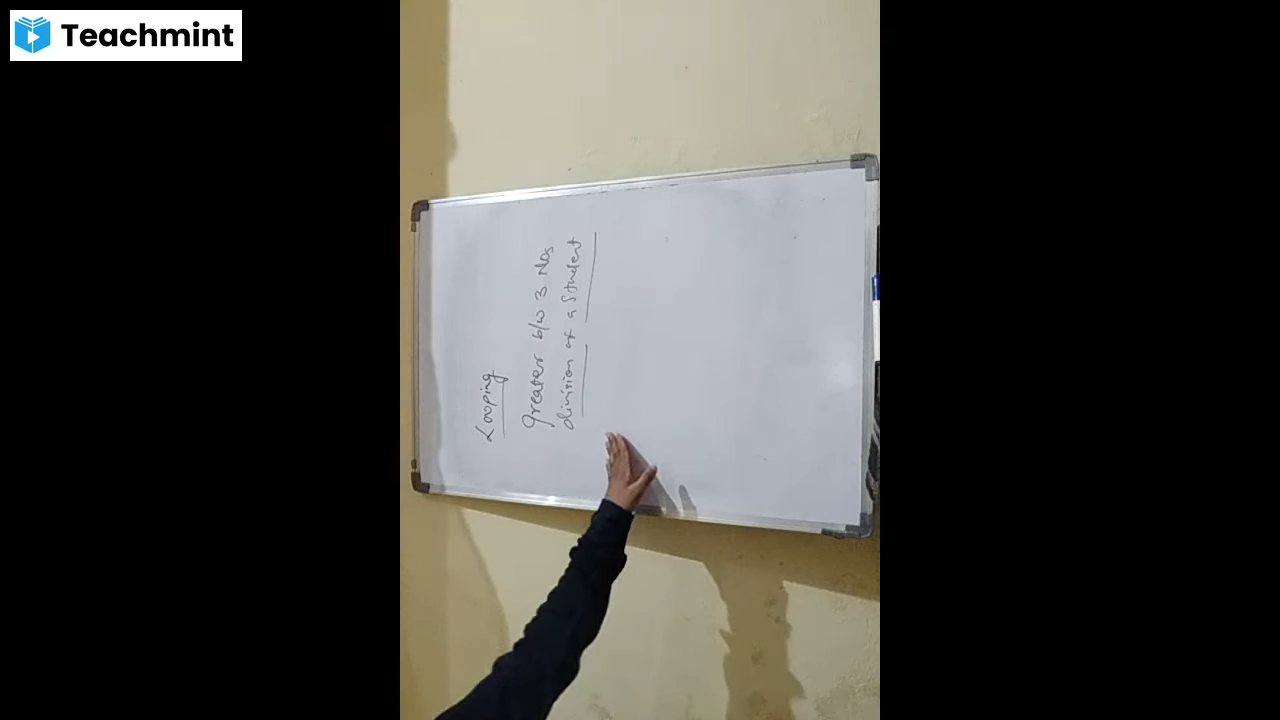 Teachmint
Looping
Greater b/w 3 Nos
division of a Student